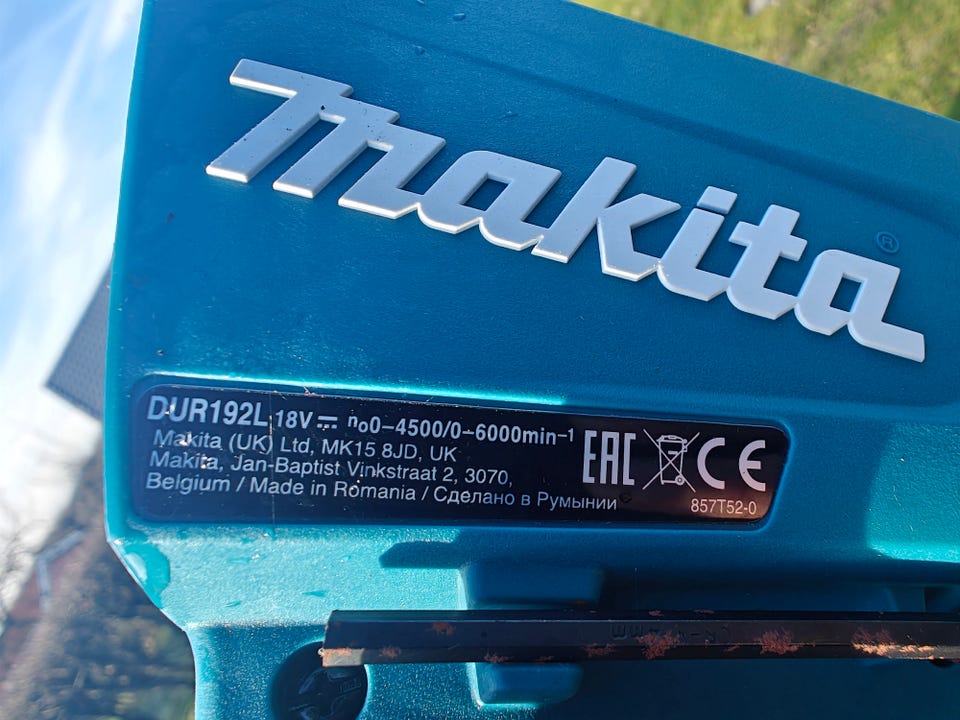 makita®
DUR192L 18V⎓ n₀0-4500/0-6000min⁻¹
Makita (UK) Ltd, MK15 8JD, UK
Makita, Jan-Baptist Vinkstraat 2, 3070,
Belgium / Made in Romania / Сделано в Румынии
EAC CE
857T52-0